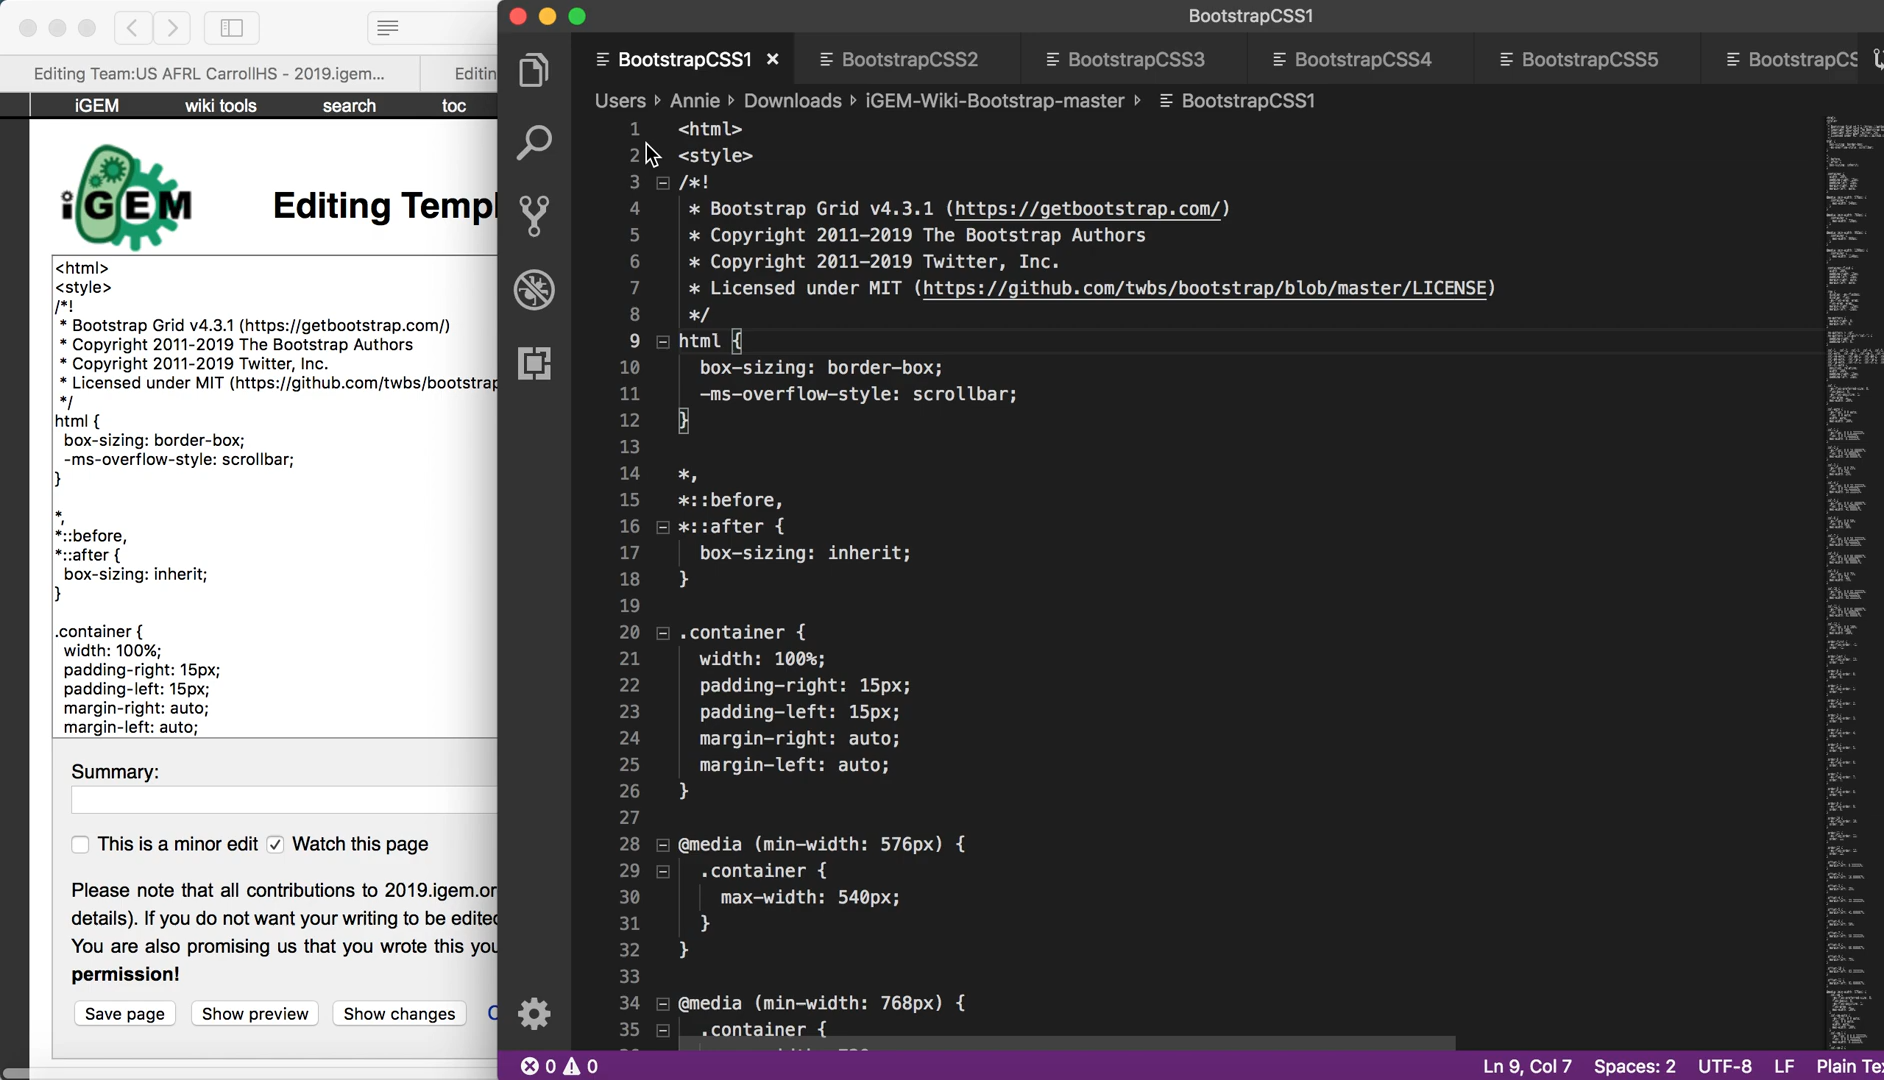 Editing Team:US AFRL CarrollHS - 2019.igem...
Editin
iGEM
wiki tools
search
toc
iGEM
Editing Templ
<html>
<style>
/*!
* Bootstrap Grid v4.3.1 (https://getbootstrap.com/)
* Copyright 2011-2019 The Bootstrap Authors
* Copyright 2011-2019 Twitter, Inc.
* Licensed under MIT (https://github.com/twbs/bootstrap
*/
html {
box-sizing: border-box;
-ms-overflow-style: scrollbar;
}
*,
*::before,
*::after {
box-sizing: inherit;
}
.container {
width: 100%;
padding-right: 15px;
padding-left: 15px;
margin-right: auto;
margin-left: auto;
Summary:
This is a minor edit
Watch this page
Please note that all contributions to 2019.igem.or
details). If you do not want your writing to be edited
You are also promising us that you wrote this you
permission!
Save page
Show preview
Show changes
C
BootstrapCSS1
BootstrapCSS1
BootstrapCSS2
BootstrapCSS3
BootstrapCSS4
BootstrapCSS5
BootstrapCS
Users
Annie
Downloads
iGEM-Wiki-Bootstrap-master
BootstrapCSS1
1 <html>
2 <style>
3 /*!
4 * Bootstrap Grid v4.3.1 (https://getbootstrap.com/)
5 * Copyright 2011-2019 The Bootstrap Authors
6 * Copyright 2011-2019 Twitter, Inc.
7 * Licensed under MIT (https://github.com/twbs/bootstrap/blob/master/LICENSE)
8 */
9 html {
10 box-sizing: border-box;
11 -ms-overflow-style: scrollbar;
12 }
13
14 *,
15 *::before,
16 *::after {
17 box-sizing: inherit;
18 }
19
20 .container {
21 width: 100%;
22 padding-right: 15px;
23 padding-left: 15px;
24 margin-right: auto;
25 margin-left: auto;
26 }
27
28 @media (min-width: 576px) {
29 .container {
30 max-width: 540px;
31 }
32 }
33
34 @media (min-width: 768px) {
35 .container {
0
0
Ln 9, Col 7
Spaces: 2
UTF-8
LF
Plain Te